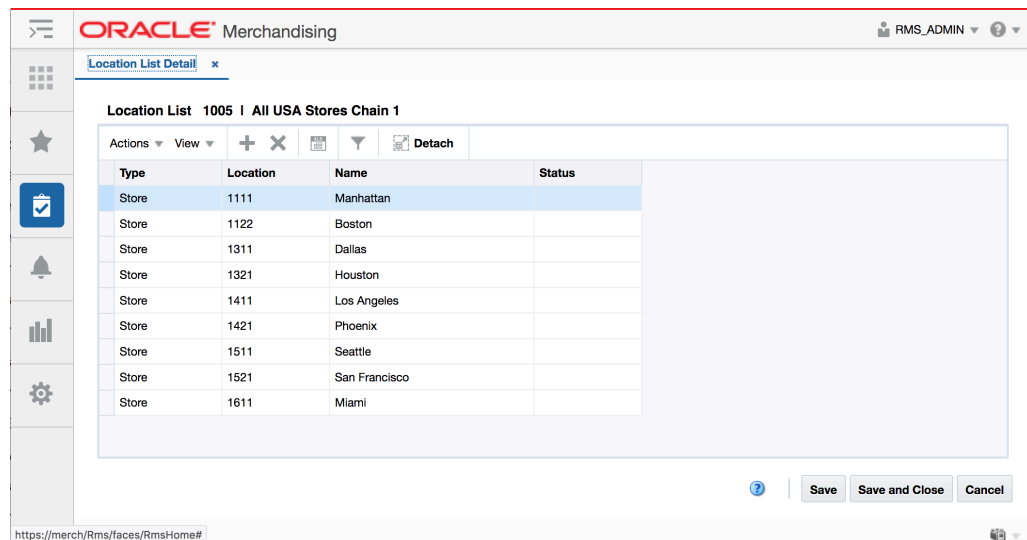 ORACLE® Merchandising
RMS_ADMIN
Location List Detail
Location List 1005 | All USA Stores Chain 1
Actions View Detach
Type Location Name Status
Store 1111 Manhattan
Store 1122 Boston
Store 1311 Dallas
Store 1321 Houston
Store 1411 Los Angeles
Store 1421 Phoenix
Store 1511 Seattle
Store 1521 San Francisco
Store 1611 Miami
Save Save and Close Cancel
https://merch/Rms/faces/RmsHome#